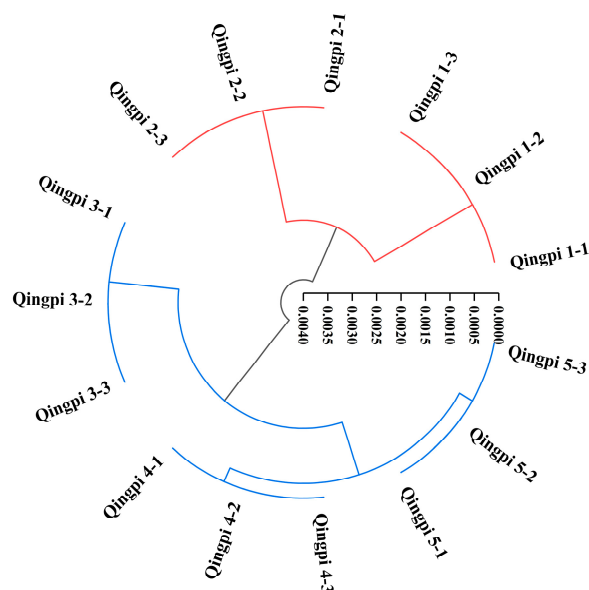 Qingpi 2-1
Qingpi 2-2
Qingpi 1-3
Qingpi 2-3
Qingpi 1-2
Qingpi 3-1
Qingpi 1-1
Qingpi 3-2
0.0040
0.0035
0.0030
0.0025
0.0020
0.0015
0.0010
0.0005
0.0000
Qingpi 5-3
Qingpi 3-3
Qingpi 5-2
Qingpi 4-1
Qingpi 5-1
Qingpi 4-2
Qingpi 4-3